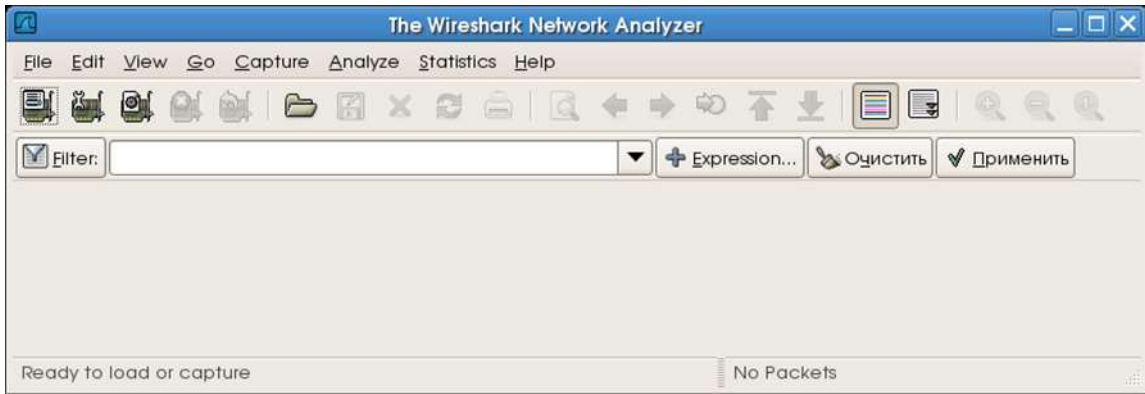 The Wireshark Network Analyzer
File Edit View Go Capture Analyze Statistics Help
Filter: Expression... Очистить Применить
Ready to load or capture No Packets